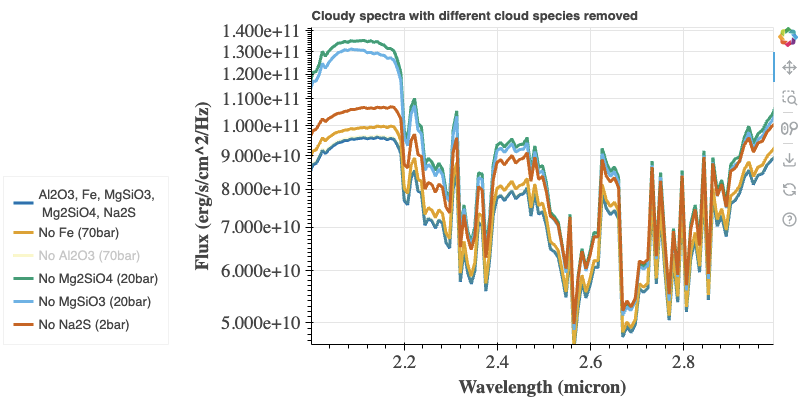 Cloudy spectra with different cloud species removed
1.400e+11
1.300e+11
1.200e+11
1.100e+11
1.000e+11
9.000e+10
8.000e+10
7.000e+10
6.000e+10
5.000e+10
Flux (erg/s/cm^2/Hz)
2.2
2.4
2.6
2.8
Wavelength (micron)
Al2O3, Fe, MgSiO3,
Mg2SiO4, Na2S
No Fe (70bar)
No Al2O3 (70bar)
No Mg2SiO4 (20bar)
No MgSiO3 (20bar)
No Na2S (2bar)